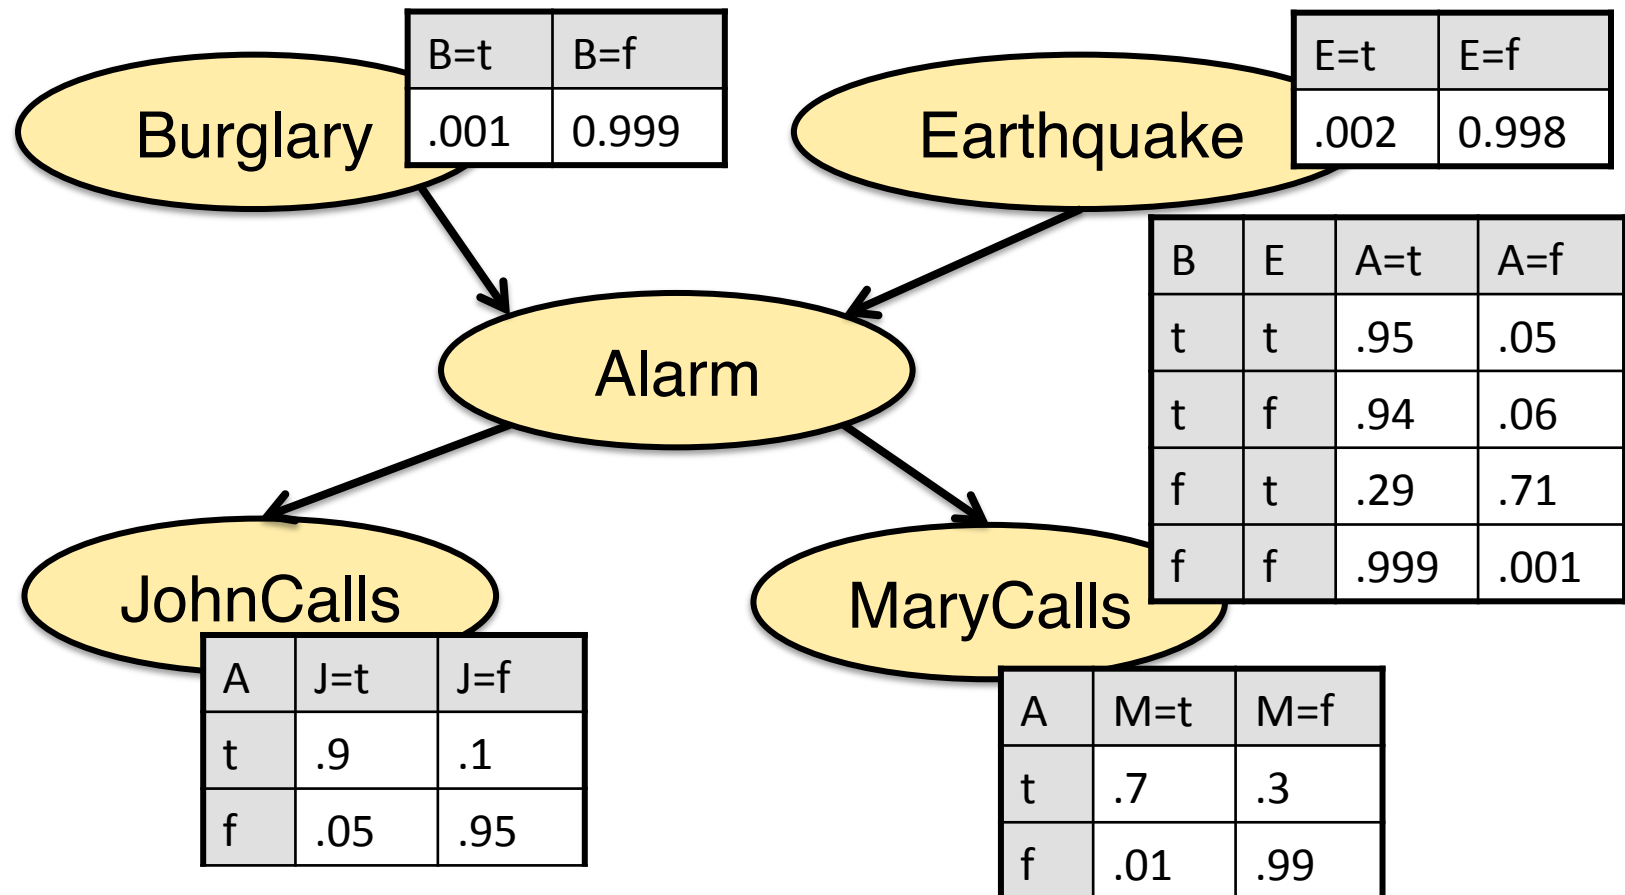 B=t B=f
.001 0.999
Burglary
E=t E=f
.002 0.998
Earthquake
B E A=t A=f
t t .95 .05
t f .94 .06
f t .29 .71
f f .999 .001
Alarm
JohnCalls
A J=t J=f
t .9 .1
f .05 .95
MaryCalls
A M=t M=f
t .7 .3
f .01 .99